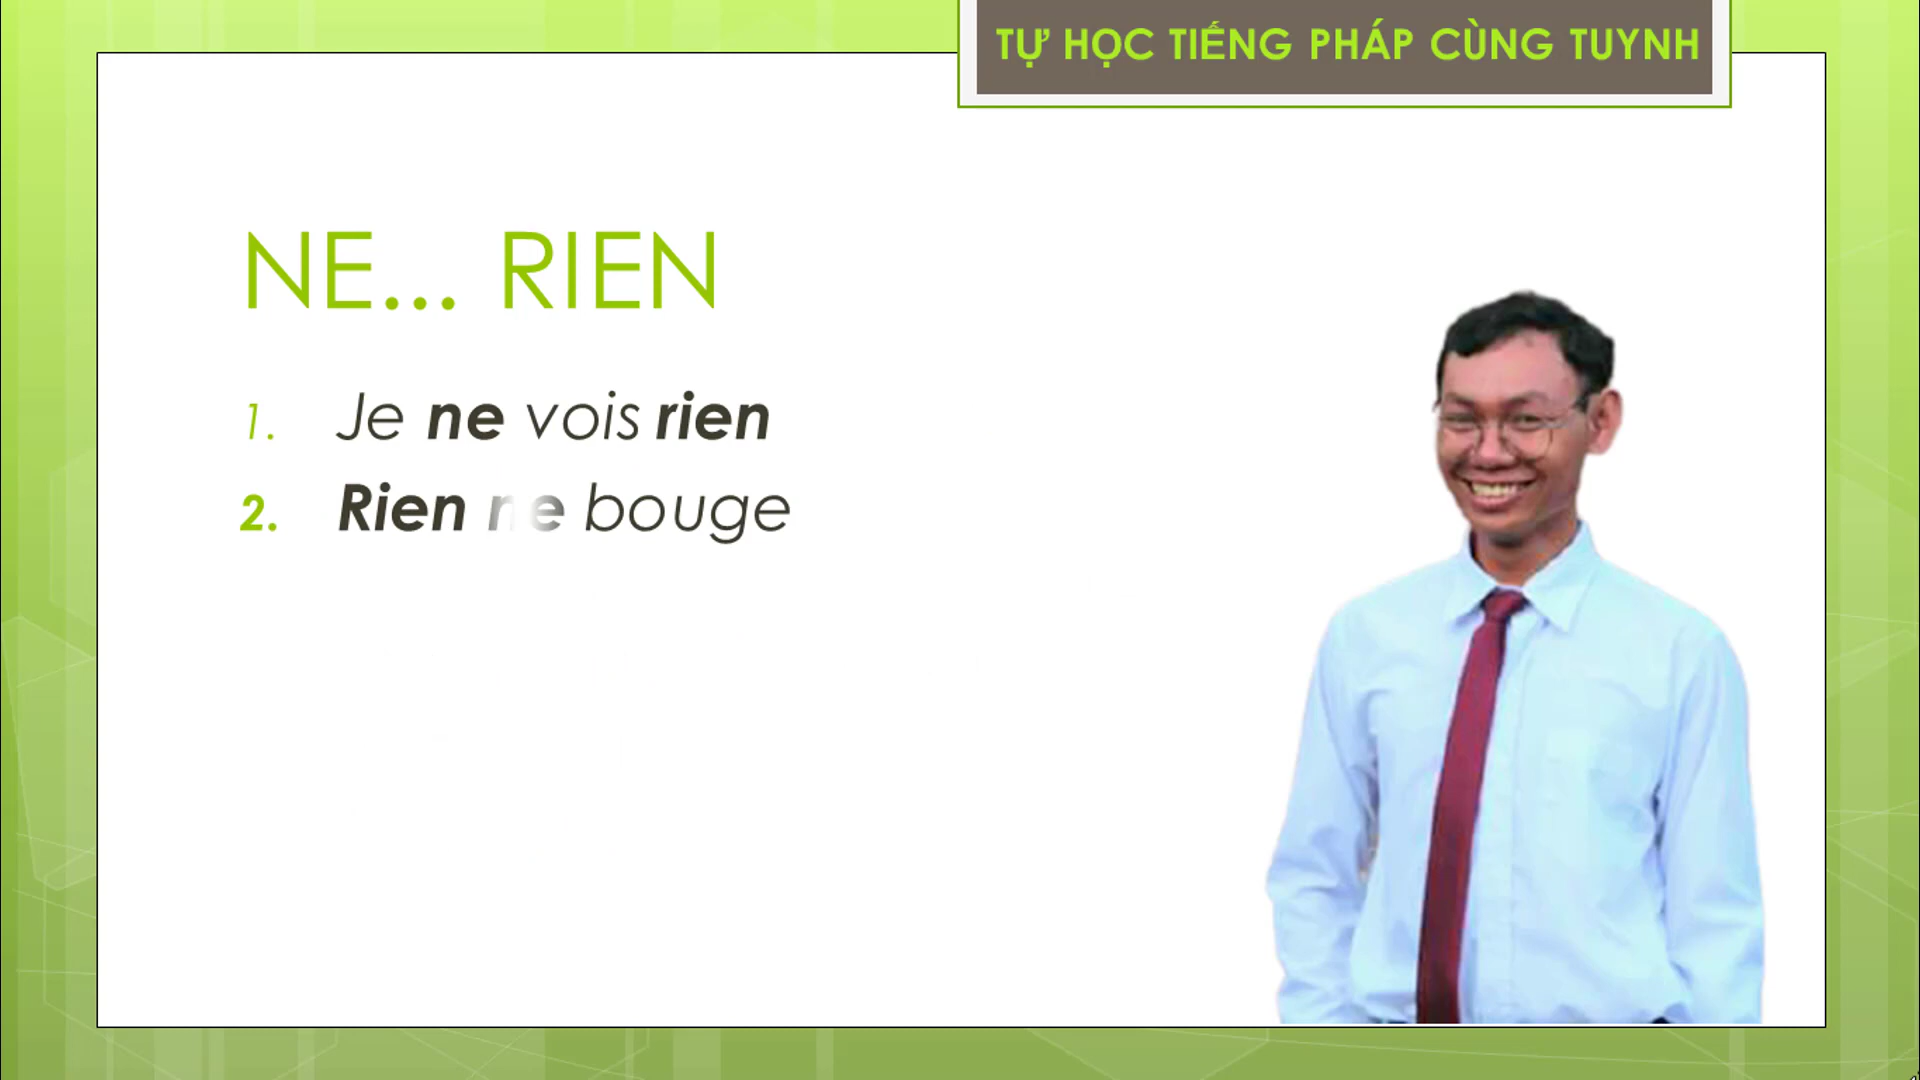 TỰ HỌC TIẾNG PHÁP CÙNG TUYNH
NE... RIEN
1. Je ne vois rien
2. Rien ne bouge